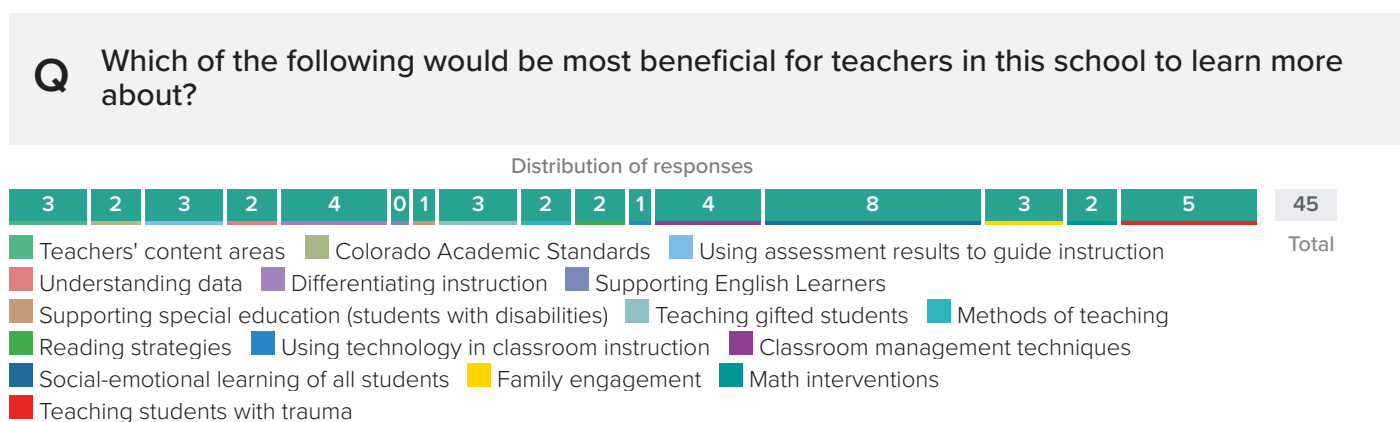 Q
Which of the following would be most beneficial for teachers in this school to learn more
about?
Distribution of responses
3 2 3 2 4 0 1 3 2 2 1 4 8 3 2 5 45
Total
Teachers' content areas Colorado Academic Standards Using assessment results to guide instruction
Understanding data Differentiating instruction Supporting English Learners
Supporting special education (students with disabilities) Teaching gifted students Methods of teaching
Reading strategies Using technology in classroom instruction Classroom management techniques
Social-emotional learning of all students Family engagement Math interventions
Teaching students with trauma